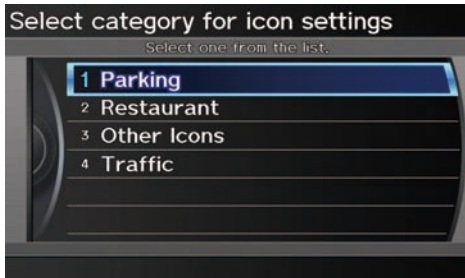 Select category for icon settings
Select one from the list.
1 Parking
2 Restaurant
3 Other Icons
4 Traffic